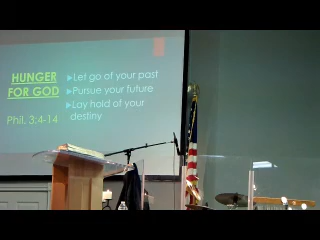 HUNGER
FOR GOD
Phil. 3:4-14
Let go of your past
Pursue your future
Lay hold of your
destiny